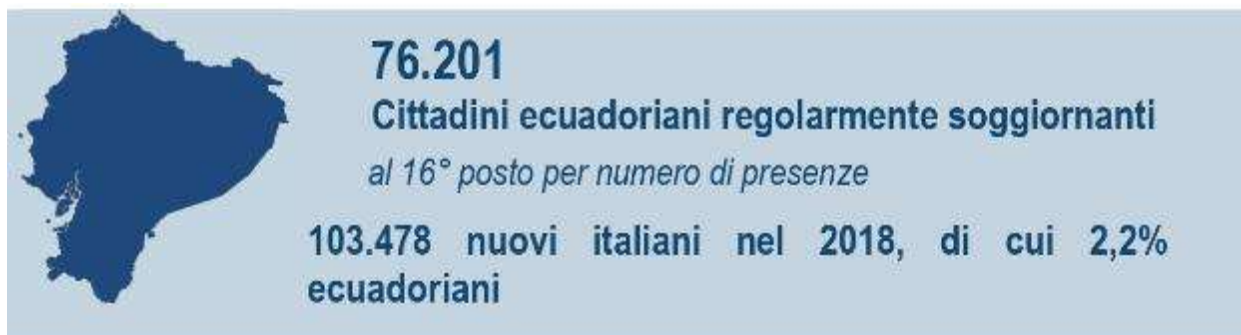 76.201
Cittadini ecuadoriani regolarmente soggiornanti
al 16° posto per numero di presenze
103.478 nuovi italiani nel 2018, di cui 2,2%
ecuadoriani